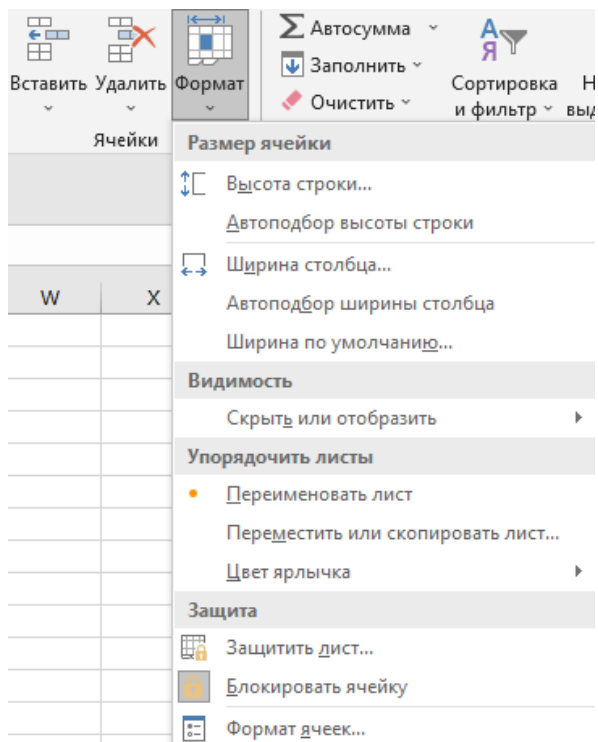 Вставить Удалить Формат
Ячейки
Автосумма
Заполнить
Очистить
Сортировка
и фильтр
Размер ячейки
Высота строки...
Автоподбор высоты строки
Ширина столбца...
Автоподбор ширины столбца
Ширина по умолчанию...
Видимость
Скрыть или отобразить
Упорядочить листы
Переименовать лист
Переместить или скопировать лист...
Цвет ярлычка
Защита
Защитить лист...
Блокировать ячейку
Формат ячеек...
W X